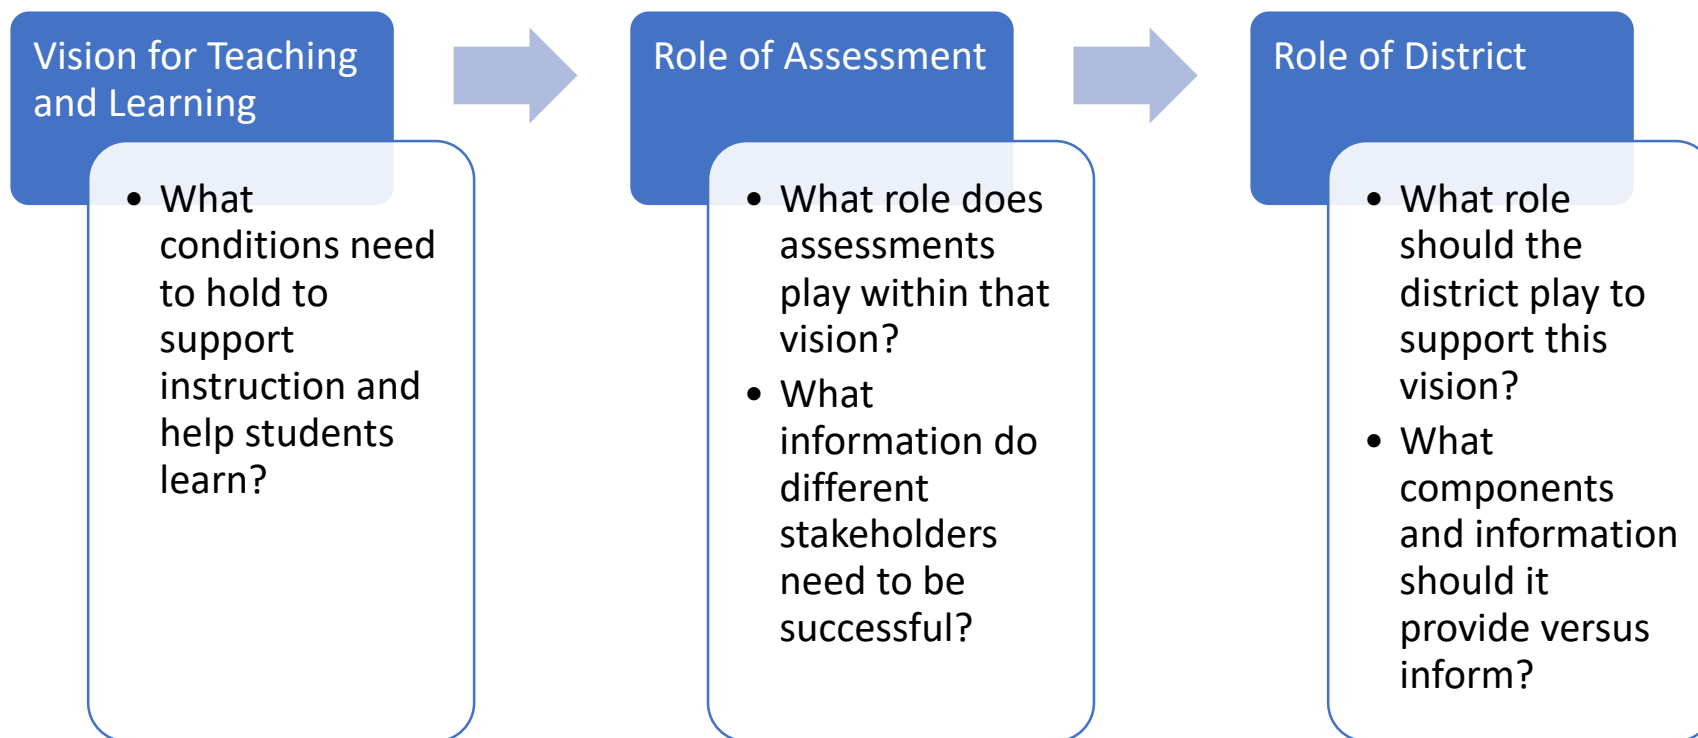 Vision for Teaching
and Learning
• What
conditions need
to hold to
support
instruction and
help students
learn?
Role of Assessment
• What role does
assessments
play within that
vision?
• What
information do
different
stakeholders
need to be
successful?
Role of District
• What role
should the
district play to
support this
vision?
• What
components
and information
should it
provide versus
inform?